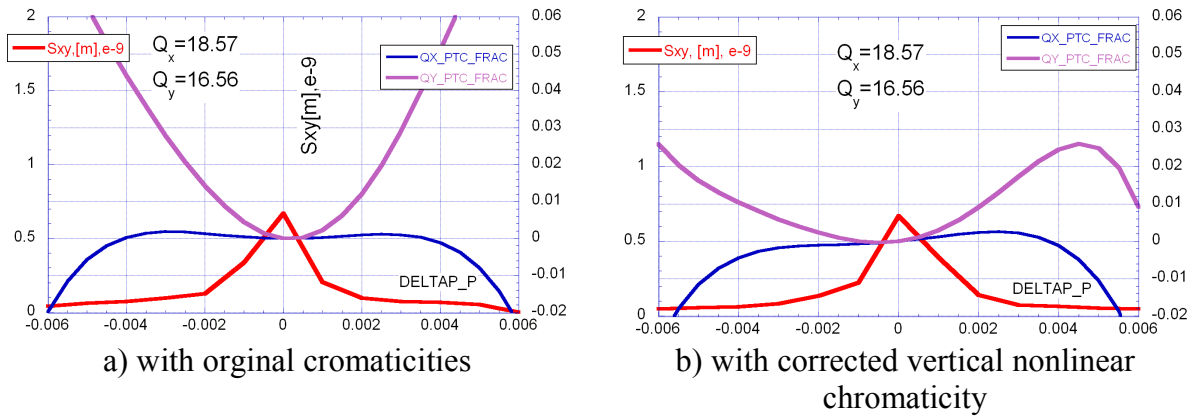 2
1.5
1
0.5
0
0.06
0.05
0.04
0.03
0.02
0.01
0
-0.01
-0.02
-0.006
-0.004
-0.002
0
0.002
0.004
0.006
Sxy,[m],e-9
Qx=18.57
Qy=16.56
Sxy[m],e-9
QX_PTC_FRAC
QY_PTC_FRAC
DELTAP_P
a) with orginal cromaticities
2
1.5
1
0.5
0
0.06
0.05
0.04
0.03
0.02
0.01
0
-0.01
-0.02
-0.006
-0.004
-0.002
0
0.002
0.004
0.006
Sxy, [m], e-9
Qx=18.57
Qy=16.56
QX_PTC_FRAC
QY_PTC_FRAC
DELTAP_P
b) with corrected vertical nonlinear
chromaticity